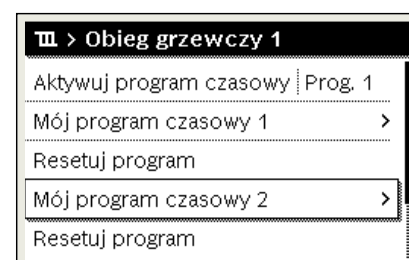 > Obieg grzewczy 1
Aktywuj program czasowy Prog. 1
Mój program czasowy 1 >
Resetuj program
Mój program czasowy 2 >
Resetuj program